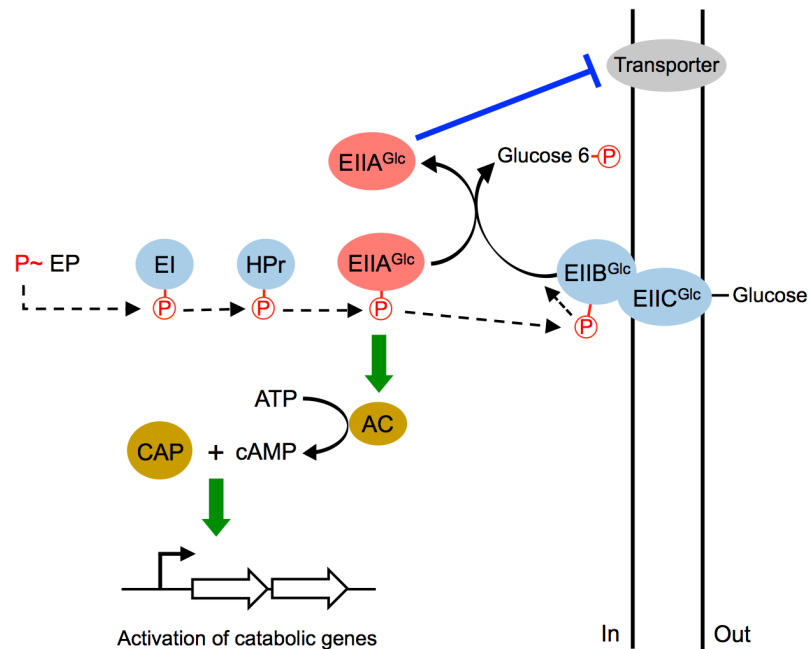 Transporter
EIIA^Glc
Glucose 6-P
P~ EP
EI
HPr
EIIA^Glc
EIIB^Glc
EIIC^Glc
Glucose
P
P
P
P
ATP
AC
CAP + cAMP
In
Out
Activation of catabolic genes